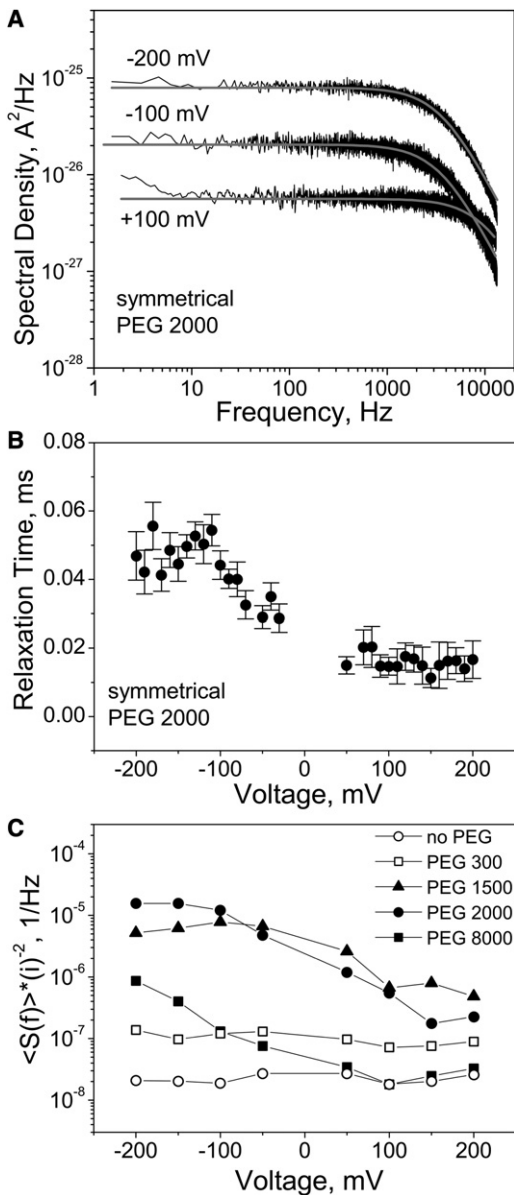 A
-200 mV
-100 mV
+100 mV
symmetrical
PEG 2000
Spectral Density, A²/Hz
10⁻²⁵
10⁻²⁶
10⁻²⁷
10⁻²⁸
1 10 100 1000 10000
Frequency, Hz
B
Relaxation Time, ms
0.08
0.06
0.04
0.02
0.00
symmetrical
PEG 2000
-200 -100 0 100 200
Voltage, mV
C
<S(f)>*(i)⁻², 1/Hz
10⁻⁴
10⁻⁵
10⁻⁶
10⁻⁷
10⁻⁸
no PEG
PEG 300
PEG 1500
PEG 2000
PEG 8000
-200 -100 0 100 200
Voltage, mV